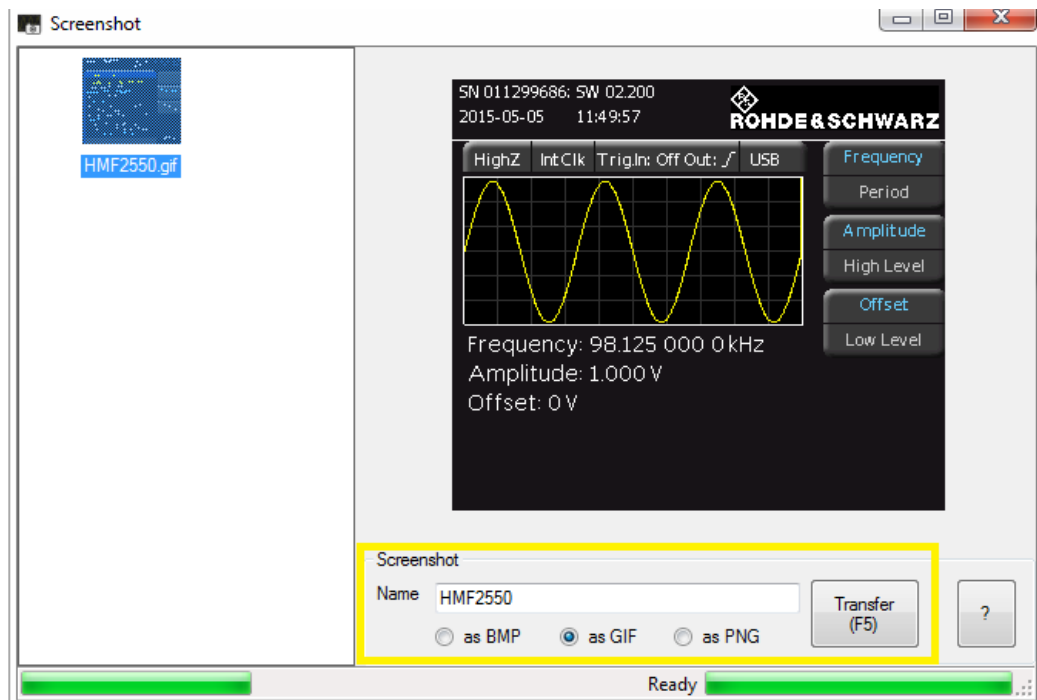 Screenshot
HMF2550.gif
SN 011299686; SW 02.200
2015-05-05 11:49:57
ROHDE&SCHWARZ
HighZ IntClk Trig.In: Off Out: ⎇ USB
Frequency
Period
Amplitude
High Level
Offset
Low Level
Frequency: 98.125 000 0 kHz
Amplitude: 1.000 V
Offset: 0 V
Screenshot
Name HMF2550
as BMP as GIF as PNG
Transfer
(F5)
?
Ready